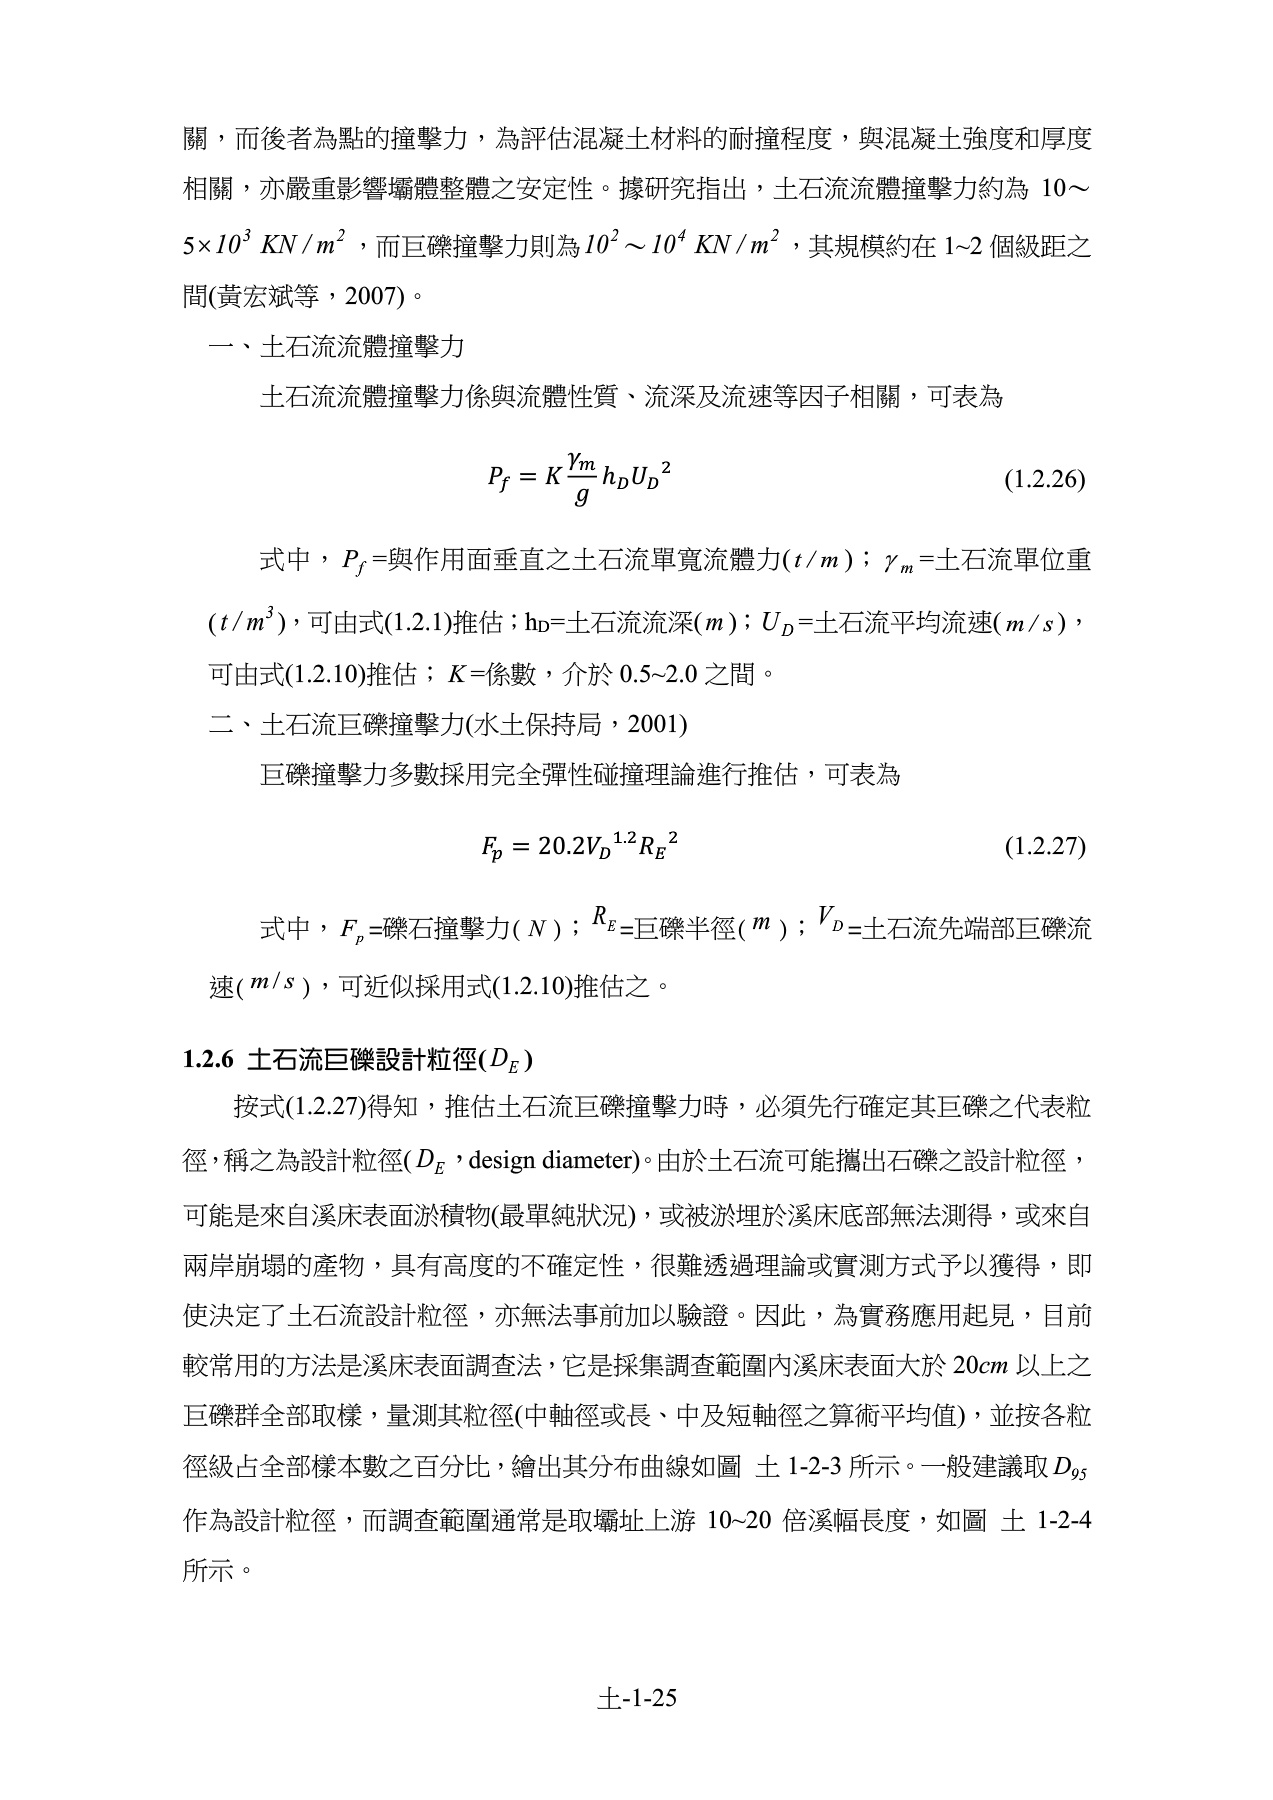 關，而後者為點的撞擊力，為評估混凝土材料的耐撞程度，與混凝土強度和厚度
相關，亦嚴重影響壩體整體之安定性。據研究指出，土石流流體撞擊力約為 10～
5×10³ KN/m²，而巨礫撞擊力則為10²～10⁴ KN/m²，其規模約在 1~2 個級距之
間(黃宏斌等，2007)。
一、土石流流體撞擊力
土石流流體撞擊力係與流體性質、流深及流速等因子相關，可表為
P_f = K (γ_m/g) h_D U_D² (1.2.26)
式中，P_f=與作用面垂直之土石流單寬流體力(t/m)；γ_m=土石流單位重
(t/m³)，可由式(1.2.1)推估；h_D=土石流流深(m)；U_D=土石流平均流速(m/s)，
可由式(1.2.10)推估；K=係數，介於 0.5~2.0 之間。
二、土石流巨礫撞擊力(水土保持局，2001)
巨礫撞擊力多數採用完全彈性碰撞理論進行推估，可表為
F_p = 20.2V_D^1.2 R_E² (1.2.27)
式中，F_p=礫石撞擊力(N)；R_E=巨礫半徑(m)；V_D=土石流先端部巨礫流
速(m/s)，可近似採用式(1.2.10)推估之。
1.2.6 土石流巨礫設計粒徑(D_E)
按式(1.2.27)得知，推估土石流巨礫撞擊力時，必須先行確定其巨礫之代表粒
徑，稱之為設計粒徑(D_E，design diameter)。由於土石流可能攜出石礫之設計粒徑，
可能是來自溪床表面淤積物(最單純狀況)，或被淤埋於溪床底部無法測得，或來自
兩岸崩塌的產物，具有高度的不確定性，很難透過理論或實測方式予以獲得，即
使決定了土石流設計粒徑，亦無法事前加以驗證。因此，為實務應用起見，目前
較常用的方法是溪床表面調查法，它是採集調查範圍內溪床表面大於 20cm 以上之
巨礫群全部取樣，量測其粒徑(中軸徑或長、中及短軸徑之算術平均值)，並按各粒
徑級占全部樣本數之百分比，繪出其分布曲線如圖 土 1-2-3 所示。一般建議取 D₉₅
作為設計粒徑，而調查範圍通常是取壩址上游 10~20 倍溪幅長度，如圖 土 1-2-4
所示。
土-1-25